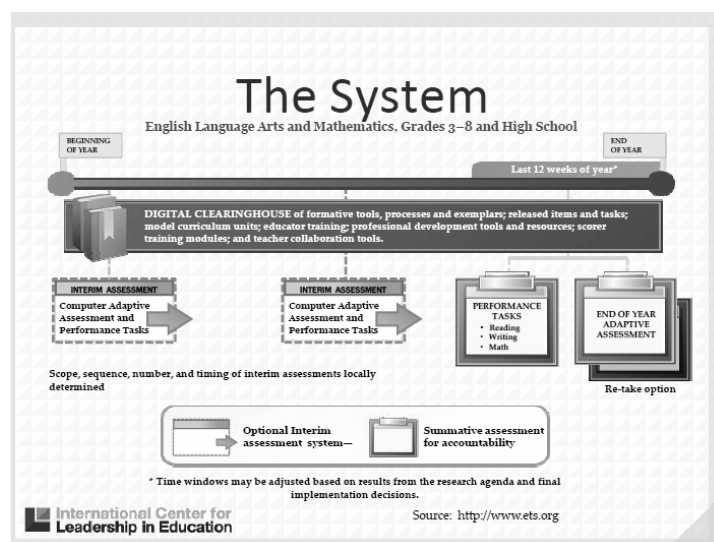 The System
English Language Arts and Mathematics, Grades 3–8 and High School
BEGINNING
OF YEAR
END
OF YEAR
Last 12 weeks of year*
DIGITAL CLEARINGHOUSE of formative tools, processes and exemplars; released items and tasks;
model curriculum units; educator training; professional development tools and resources; scorer
training modules; and teacher collaboration tools.
INTERIM ASSESSMENT
Computer Adaptive
Assessment and
Performance Tasks
INTERIM ASSESSMENT
Computer Adaptive
Assessment and
Performance Tasks
PERFORMANCE
TASKS
• Reading
• Writing
• Math
END OF YEAR
ADAPTIVE
ASSESSMENT
Re-take option
Scope, sequence, number, and timing of interim assessments locally
determined
Optional Interim
assessment system—
Summative assessment
for accountability
* Time windows may be adjusted based on results from the research agenda and final
implementation decisions.
International Center for
Leadership in Education
Source: http://www.ets.org